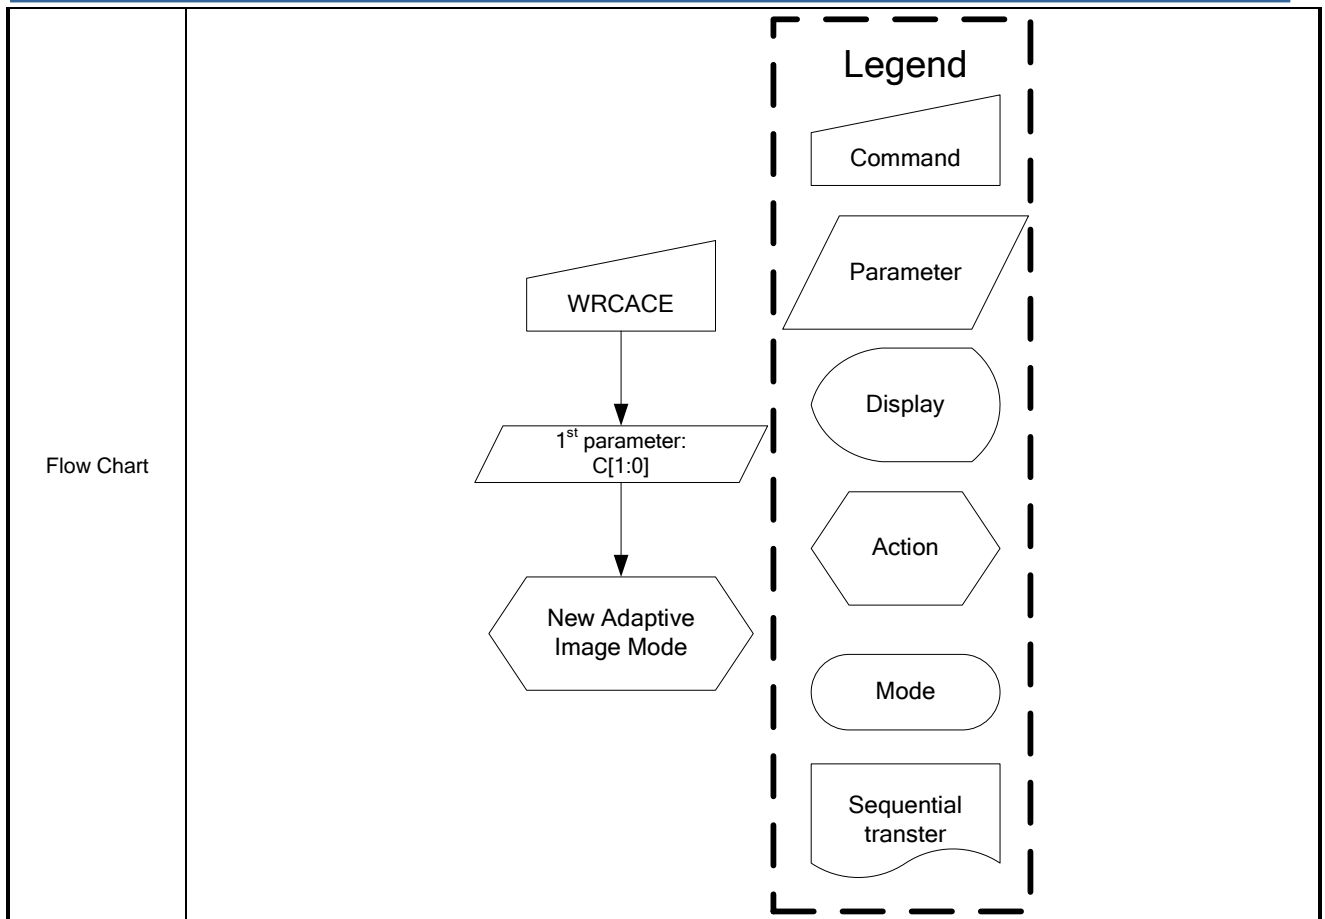 Flow Chart
WRCACE
1st parameter:
C[1:0]
New Adaptive
Image Mode
Legend
Command
Parameter
Display
Action
Mode
Sequential
transter